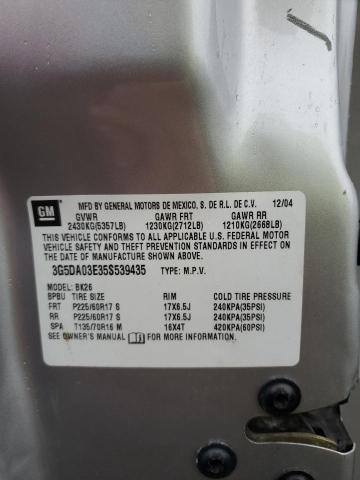 GM
MFD BY GENERAL MOTORS DE MEXICO, S. DE R.L. DE C.V. 12/04
GVWR GAWR FRT GAWR RR
2430KG(5357LB) 1230KG(2712LB) 1210KG(2668LB)
THIS VEHICLE CONFORMS TO ALL APPLICABLE U.S. FEDERAL MOTOR
VEHICLE SAFETY AND THEFT PREVENTION STANDARDS IN EFFECT ON
THE DATE OF MANUFACTURE SHOWN ABOVE.
3G5DA03E35S539435 TYPE: M.P.V.
MODEL: BK26
BPBU TIRE SIZE RIM COLD TIRE PRESSURE
FRT P225/60R17 S 17X6.5J 240KPA(35PSI)
RR P225/60R17 S 17X6.5J 240KPA(35PSI)
SPA T135/70R16 M 16X4T 420KPA(60PSI)
SEE OWNER'S MANUAL FOR MORE INFORMATION.